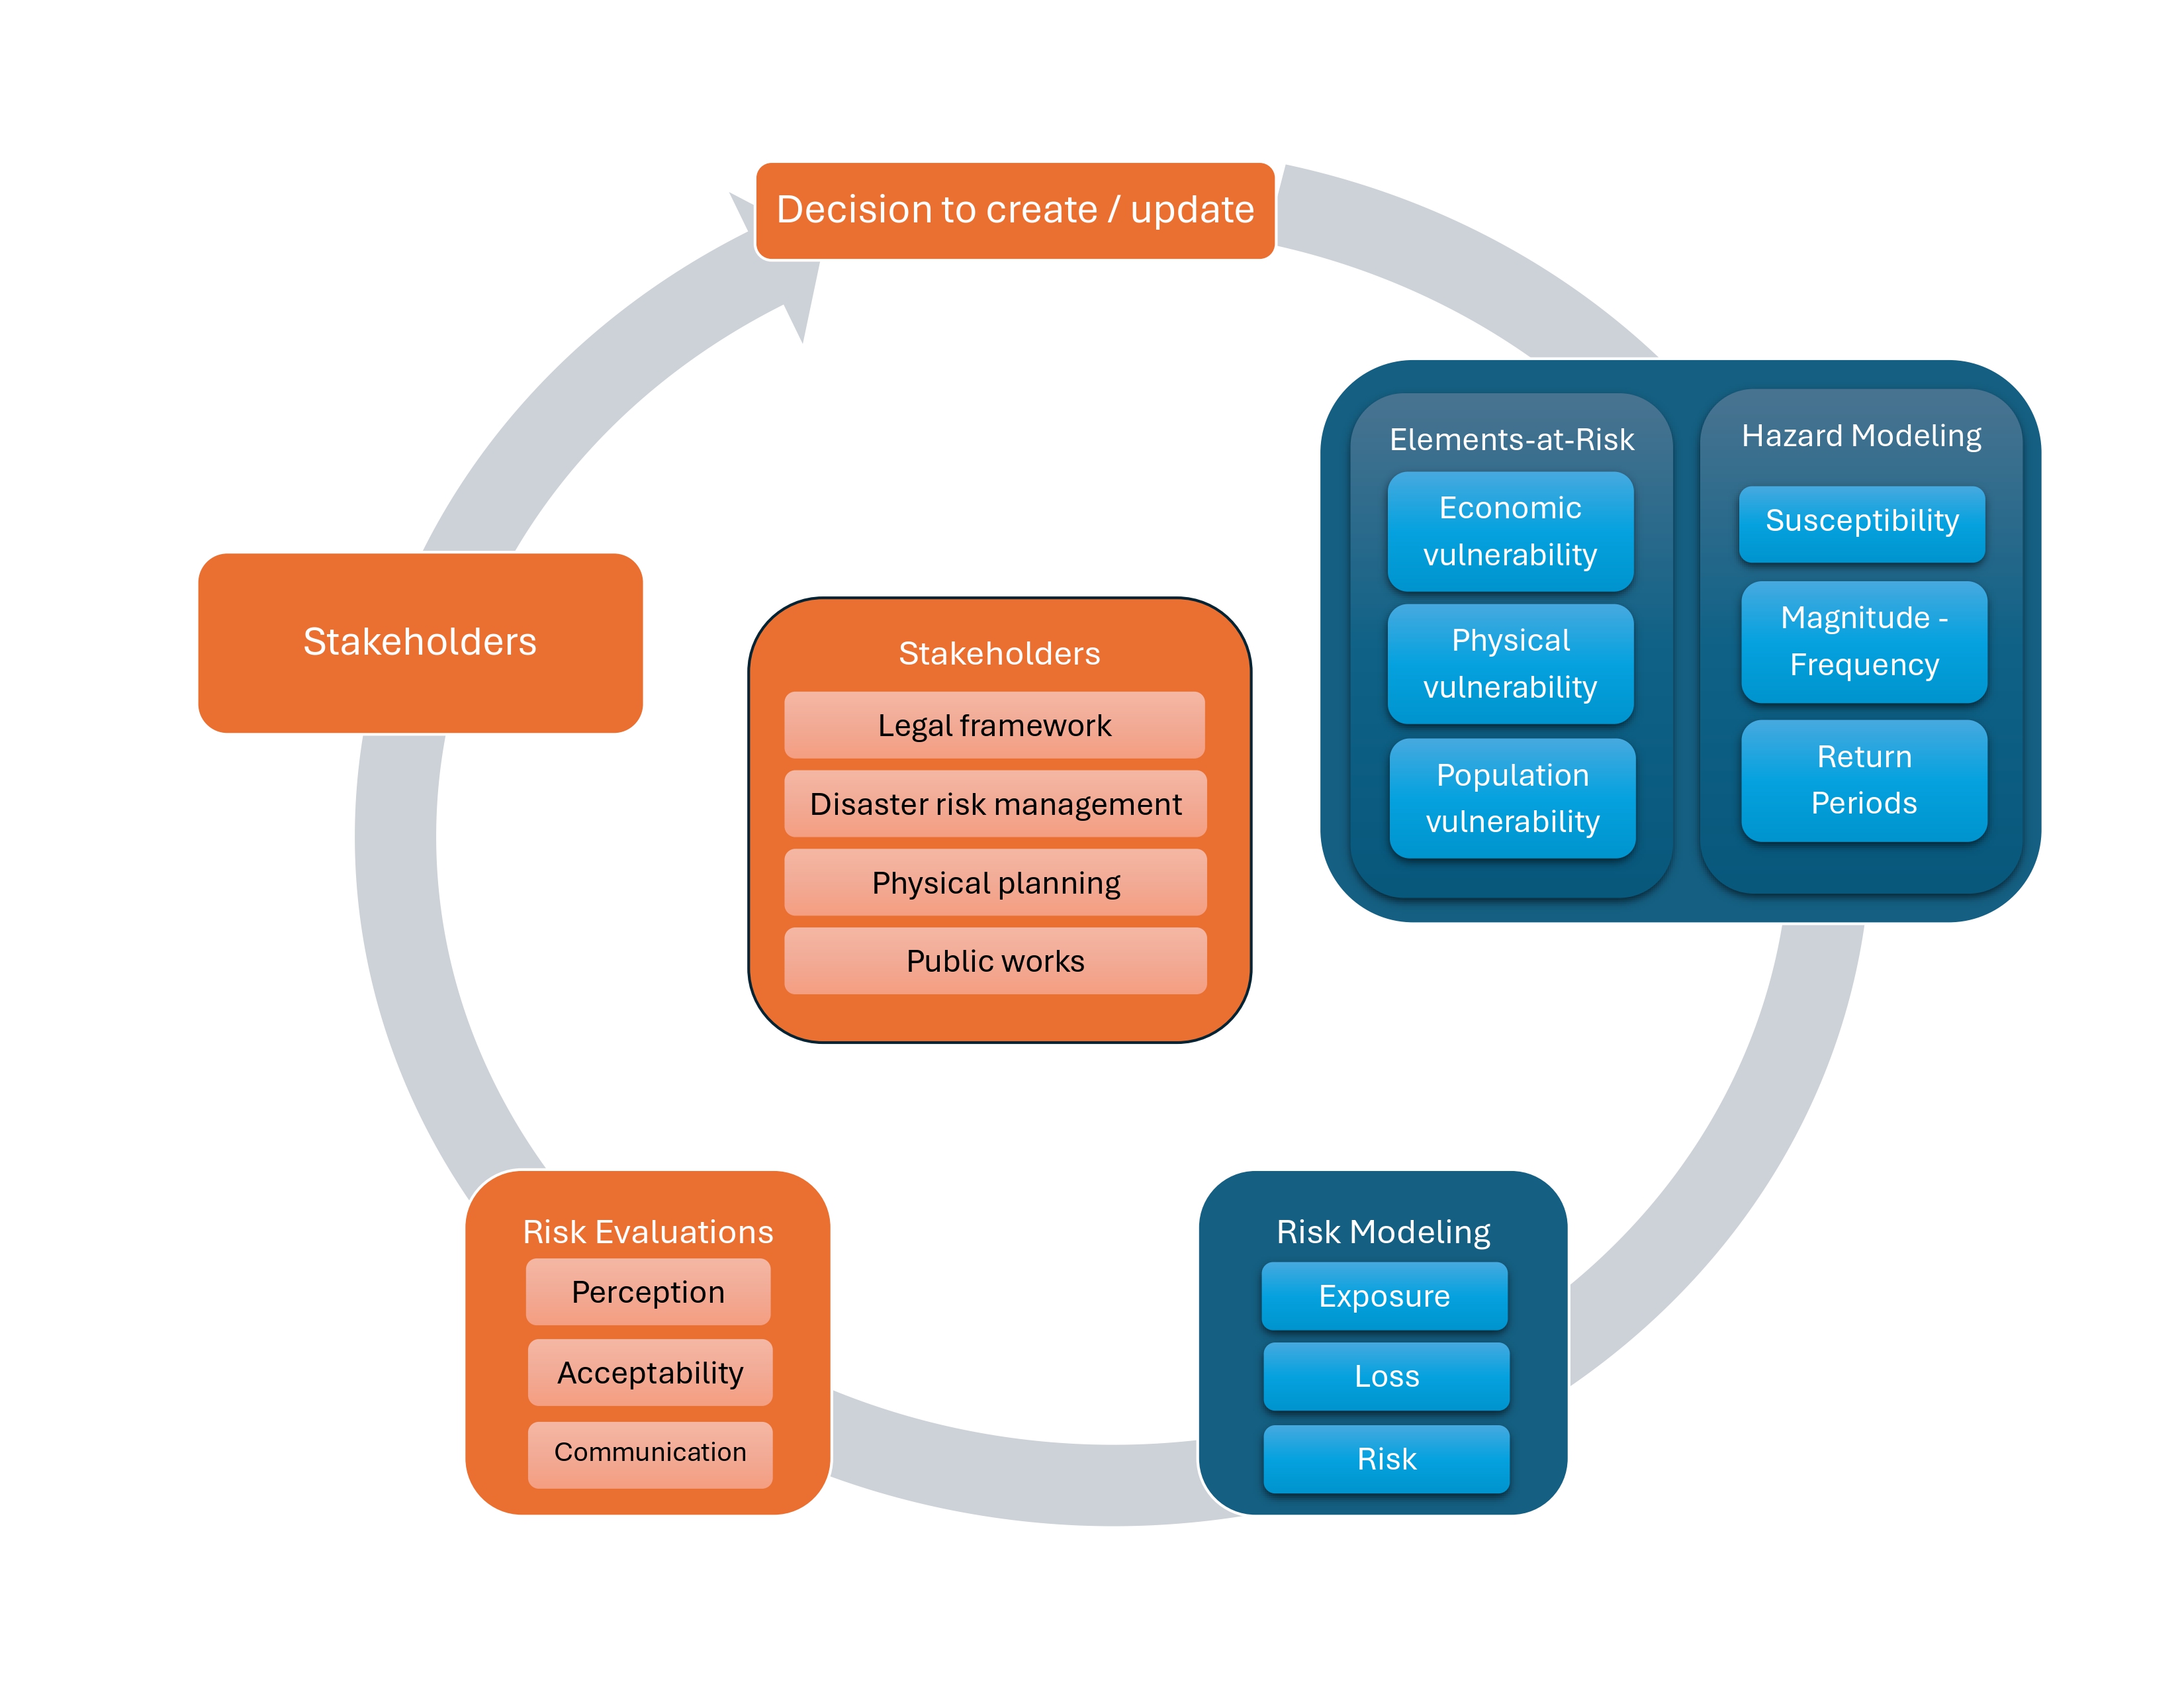 Decision to create / update
Elements-at-Risk
Economic
vulnerability
Physical
vulnerability
Population
vulnerability
Hazard Modeling
Susceptibility
Magnitude -
Frequency
Return
Periods
Stakeholders
Stakeholders
Legal framework
Disaster risk management
Physical planning
Public works
Risk Evaluations
Perception
Acceptability
Communication
Risk Modeling
Exposure
Loss
Risk